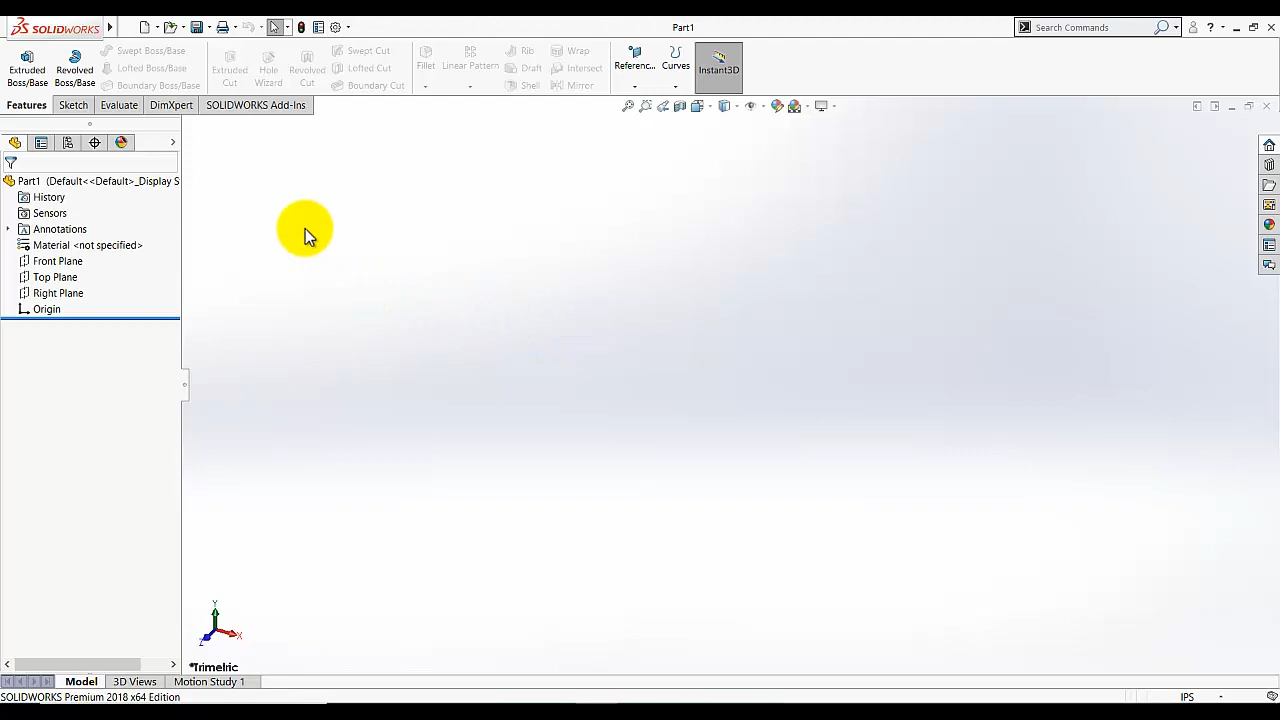 SOLIDWORKS
Part1
Search Commands
Extruded Boss/Base
Revolved Boss/Base
Swept Boss/Base
Lofted Boss/Base
Boundary Boss/Base
Extruded Cut
Hole Wizard
Revolved Cut
Swept Cut
Lofted Cut
Boundary Cut
Fillet
Linear Pattern
Rib
Draft
Shell
Wrap
Intersect
Mirror
Referenc...
Curves
Instant3D
Features
Sketch
Evaluate
DimXpert
SOLIDWORKS Add-Ins
Part1 (Default<<Default>_Display S
History
Sensors
Annotations
Material <not specified>
Front Plane
Top Plane
Right Plane
Origin
Y
X
Z
*Trimetric
Model
3D Views
Motion Study 1
SOLIDWORKS Premium 2018 x64 Edition
IPS